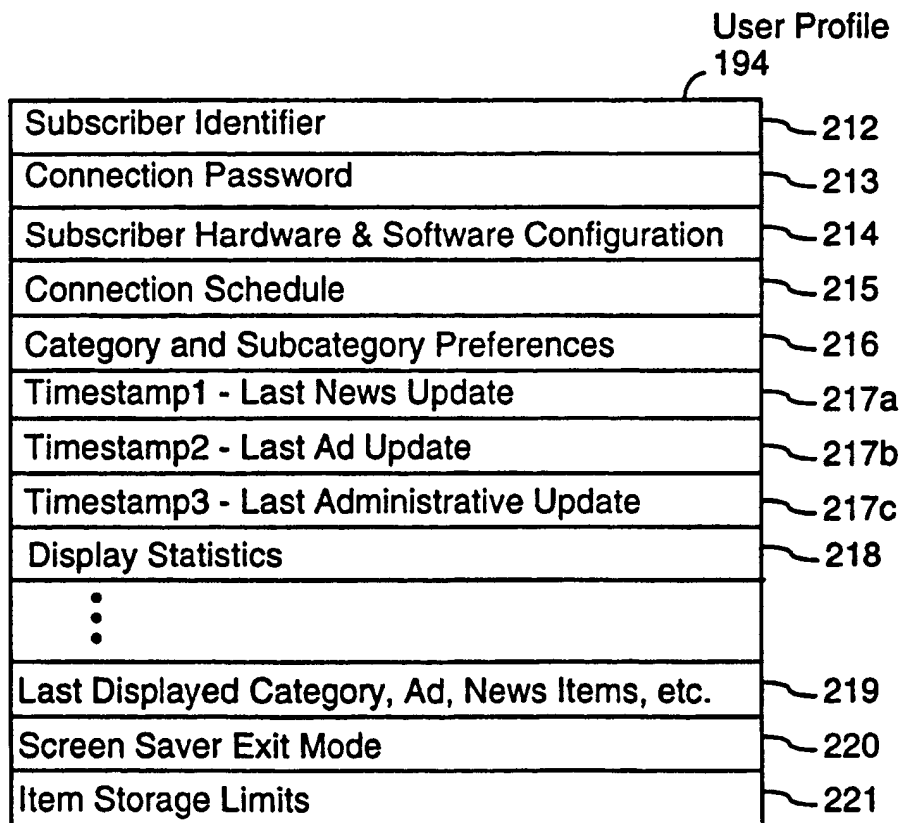 User Profile
194
Subscriber Identifier 212
Connection Password 213
Subscriber Hardware & Software Configuration 214
Connection Schedule 215
Category and Subcategory Preferences 216
Timestamp1 - Last News Update 217a
Timestamp2 - Last Ad Update 217b
Timestamp3 - Last Administrative Update 217c
Display Statistics 218
Last Displayed Category, Ad, News Items, etc. 219
Screen Saver Exit Mode 220
Item Storage Limits 221